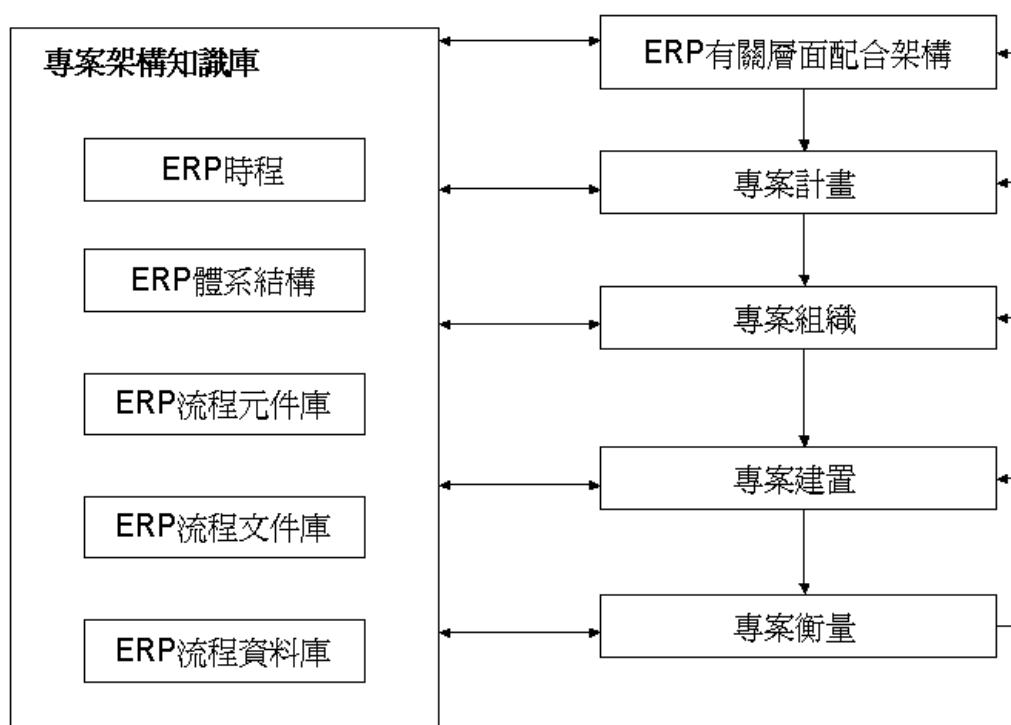 專案架構知識庫
ERP時程
ERP體系結構
ERP流程元件庫
ERP流程文件庫
ERP流程資料庫
ERP有關層面配合架構
專案計畫
專案組織
專案建置
專案衡量